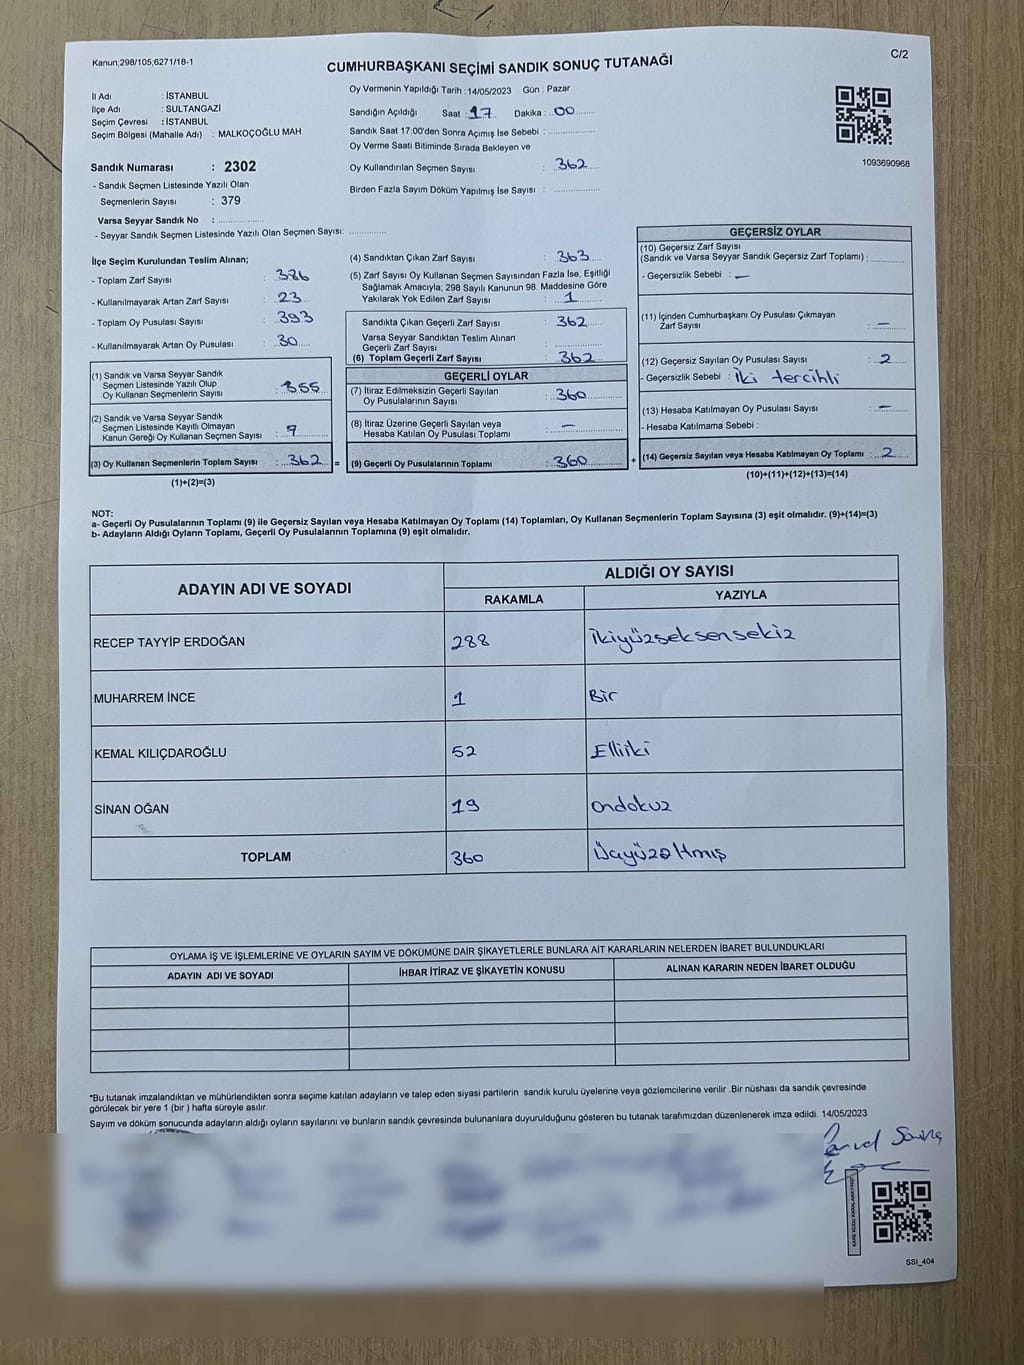 Kanun;298/105;6271/18-1
C/2
CUMHURBAŞKANI SEÇİMİ SANDIK SONUÇ TUTANAĞI
İl Adı : İSTANBUL
İlçe Adı : SULTANGAZİ
Seçim Çevresi : İSTANBUL
Seçim Bölgesi (Mahalle Adı) : MALKOÇOĞLU MAH.
Oy Vermenin Yapıldığı Tarih : 14/05/2023 Gün : Pazar
Sandığın Açıldığı Saat : 17 Dakika : 00
Sandık Saat 17:00'den Sonra Açımış İse Sebebi :
Oy Verme Saati Bitiminde Sırada Bekleyen ve
Oy Kullandırılan Seçmen Sayısı : 362
Birden Fazla Sayım Döküm Yapılmış İse Sayısı :
1093690968
Sandık Numarası : 2302
- Sandık Seçmen Listesinde Yazılı Olan
Seçmenlerin Sayısı : 379
Varsa Seyyar Sandık No :
- Seyyar Sandık Seçmen Listesinde Yazılı Olan Seçmen Sayısı:
İlçe Seçim Kurulundan Teslim Alınan;
- Toplam Zarf Sayısı : 386
- Kullanılmayarak Artan Zarf Sayısı : 23
- Toplam Oy Pusulası Sayısı : 393
- Kullanılmayarak Artan Oy Pusulası : 30
(1) Sandık ve Varsa Seyyar Sandık
Seçmen Listesinde Yazılı Olup
Oy Kullanan Seçmenlerin Sayısı : 355
(2) Sandık ve Varsa Seyyar Sandık
Seçmen Listesinde Kayıtlı Olmayan
Kanun Gereği Oy Kullanan Seçmen Sayısı : 7
(3) Oy Kullanan Seçmenlerin Toplam Sayısı : 362 =
(1)+(2)=(3)
(4) Sandıktan Çıkan Zarf Sayısı : 363
(5) Zarf Sayısı Oy Kullanan Seçmen Sayısından Fazla İse, Eşitliği
Sağlamak Amacıyla; 298 Sayılı Kanunun 98. Maddesine Göre
Yakılarak Yok Edilen Zarf Sayısı : 1
Sandıkta Çıkan Geçerli Zarf Sayısı : 362
Varsa Seyyar Sandıktan Teslim Alınan
Geçerli Zarf Sayısı :
(6) Toplam Geçerli Zarf Sayısı : 362
GEÇERLİ OYLAR
(7) İtiraz Edilmeksizin Geçerli Sayılan
Oy Pusulalarının Sayısı : 360
(8) İtiraz Üzerine Geçerli Sayılan veya
Hesaba Katılan Oy Pusulası Toplamı : —
(9) Geçerli Oy Pusulalarının Toplamı : 360 +
GEÇERSİZ OYLAR
(10) Geçersiz Zarf Sayısı
(Sandık ve Varsa Seyyar Sandık Geçersiz Zarf Toplamı) :
- Geçersizlik Sebebi : —
(11) İçinden Cumhurbaşkanı Oy Pusulası Çıkmayan
Zarf Sayısı : —
(12) Geçersiz Sayılan Oy Pusulası Sayısı : 2
- Geçersizlik Sebebi : İki tercihli
(13) Hesaba Katılmayan Oy Pusulası Sayısı : —
- Hesaba Katılmama Sebebi :
(14) Geçersiz Sayılan veya Hesaba Katılmayan Oy Toplamı : 2
(10)+(11)+(12)+(13)=(14)
NOT:
a- Geçerli Oy Pusulalarının Toplamı (9) ile Geçersiz Sayılan veya Hesaba Katılmayan Oy Toplamı (14) Toplamları, Oy Kullanan Seçmenlerin Toplam Sayısına (3) eşit olmalıdır. (9)+(14)=(3)
b- Adayların Aldığı Oyların Toplamı, Geçerli Oy Pusulalarının Toplamına (9) eşit olmalıdır.
ADAYIN ADI VE SOYADI ALDIĞI OY SAYISI
RAKAMLA YAZIYLA
RECEP TAYYİP ERDOĞAN 288 İkiyüzseksensekiz
MUHARREM İNCE 1 Bir
KEMAL KILIÇDAROĞLU 52 Elliiki
SİNAN OĞAN 19 ondokuz
TOPLAM 360 Üçyüzaltmış
OYLAMA İŞ VE İŞLEMLERİNE VE OYLARIN SAYIM VE DÖKÜMÜNE DAİR ŞİKAYETLERLE BUNLARA AİT KARARLARIN NELERDEN İBARET BULUNDUKLARI
ADAYIN ADI VE SOYADI İHBAR İTİRAZ VE ŞİKAYETİN KONUSU ALINAN KARARIN NEDEN İBARET OLDUĞU
*Bu tutanak imzalandıktan ve mühürlendikten sonra seçime katılan adayların ve talep eden siyasi partilerin sandık kurulu üyelerine veya gözlemcilerine verilir .Bir nüshası da sandık çevresinde
görülecek bir yere 1 (bir ) hafta süreyle asılır.
Sayım ve döküm sonucunda adayların aldığı oyların sayılarını ve bunların sandık çevresinde bulunanlara duyurulduğunu gösteren bu tutanak tarafımızdan düzenlenerek imza edildi. 14/05/2023
SSI_404